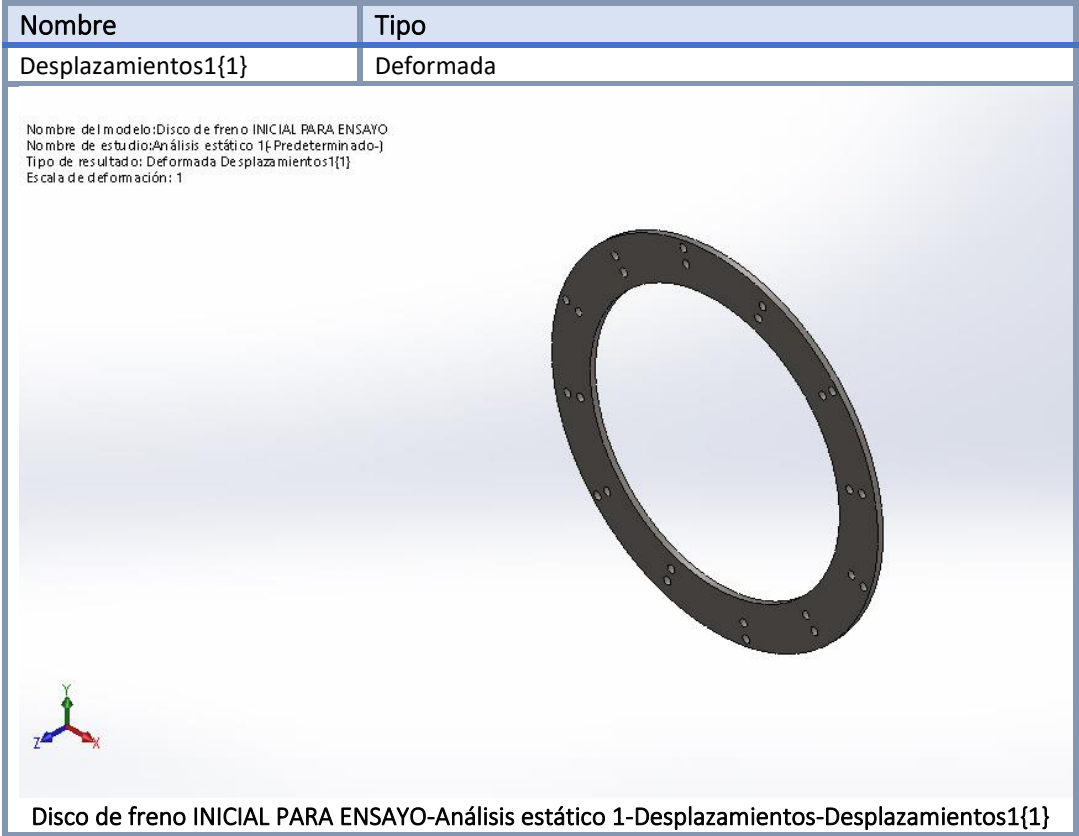 Nombre Tipo
Desplazamientos1{1} Deformada
Nombre del modelo:Disco de freno INICIAL PARA ENSAYO
Nombre de estudio:Análisis estático 1(-Predeterminado-)
Tipo de resultado: Deformada Desplazamientos1{1}
Escala de deformación: 1
Y
Z X
Disco de freno INICIAL PARA ENSAYO-Análisis estático 1-Desplazamientos-Desplazamientos1{1}